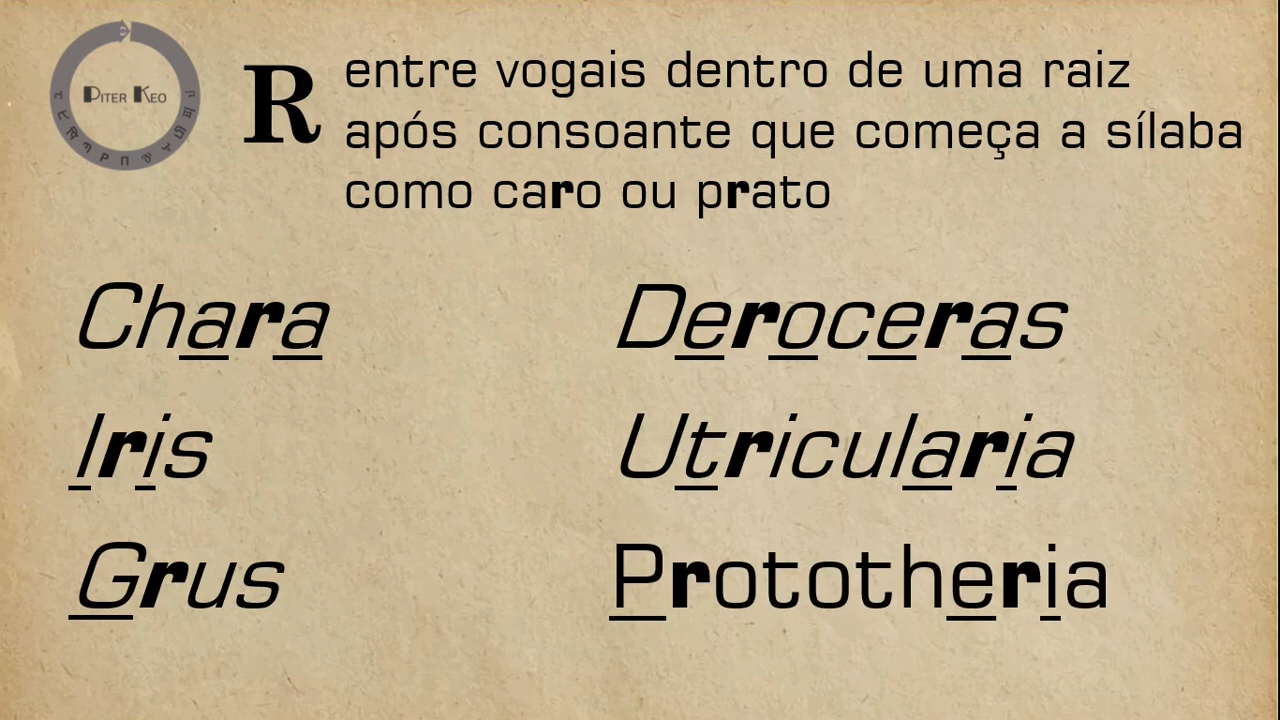 PITER KEO
R
entre vogais dentro de uma raiz
após consoante que começa a sílaba
como caro ou prato
Chara
Deroceras
Iris
Utricularia
Grus
Prototheria